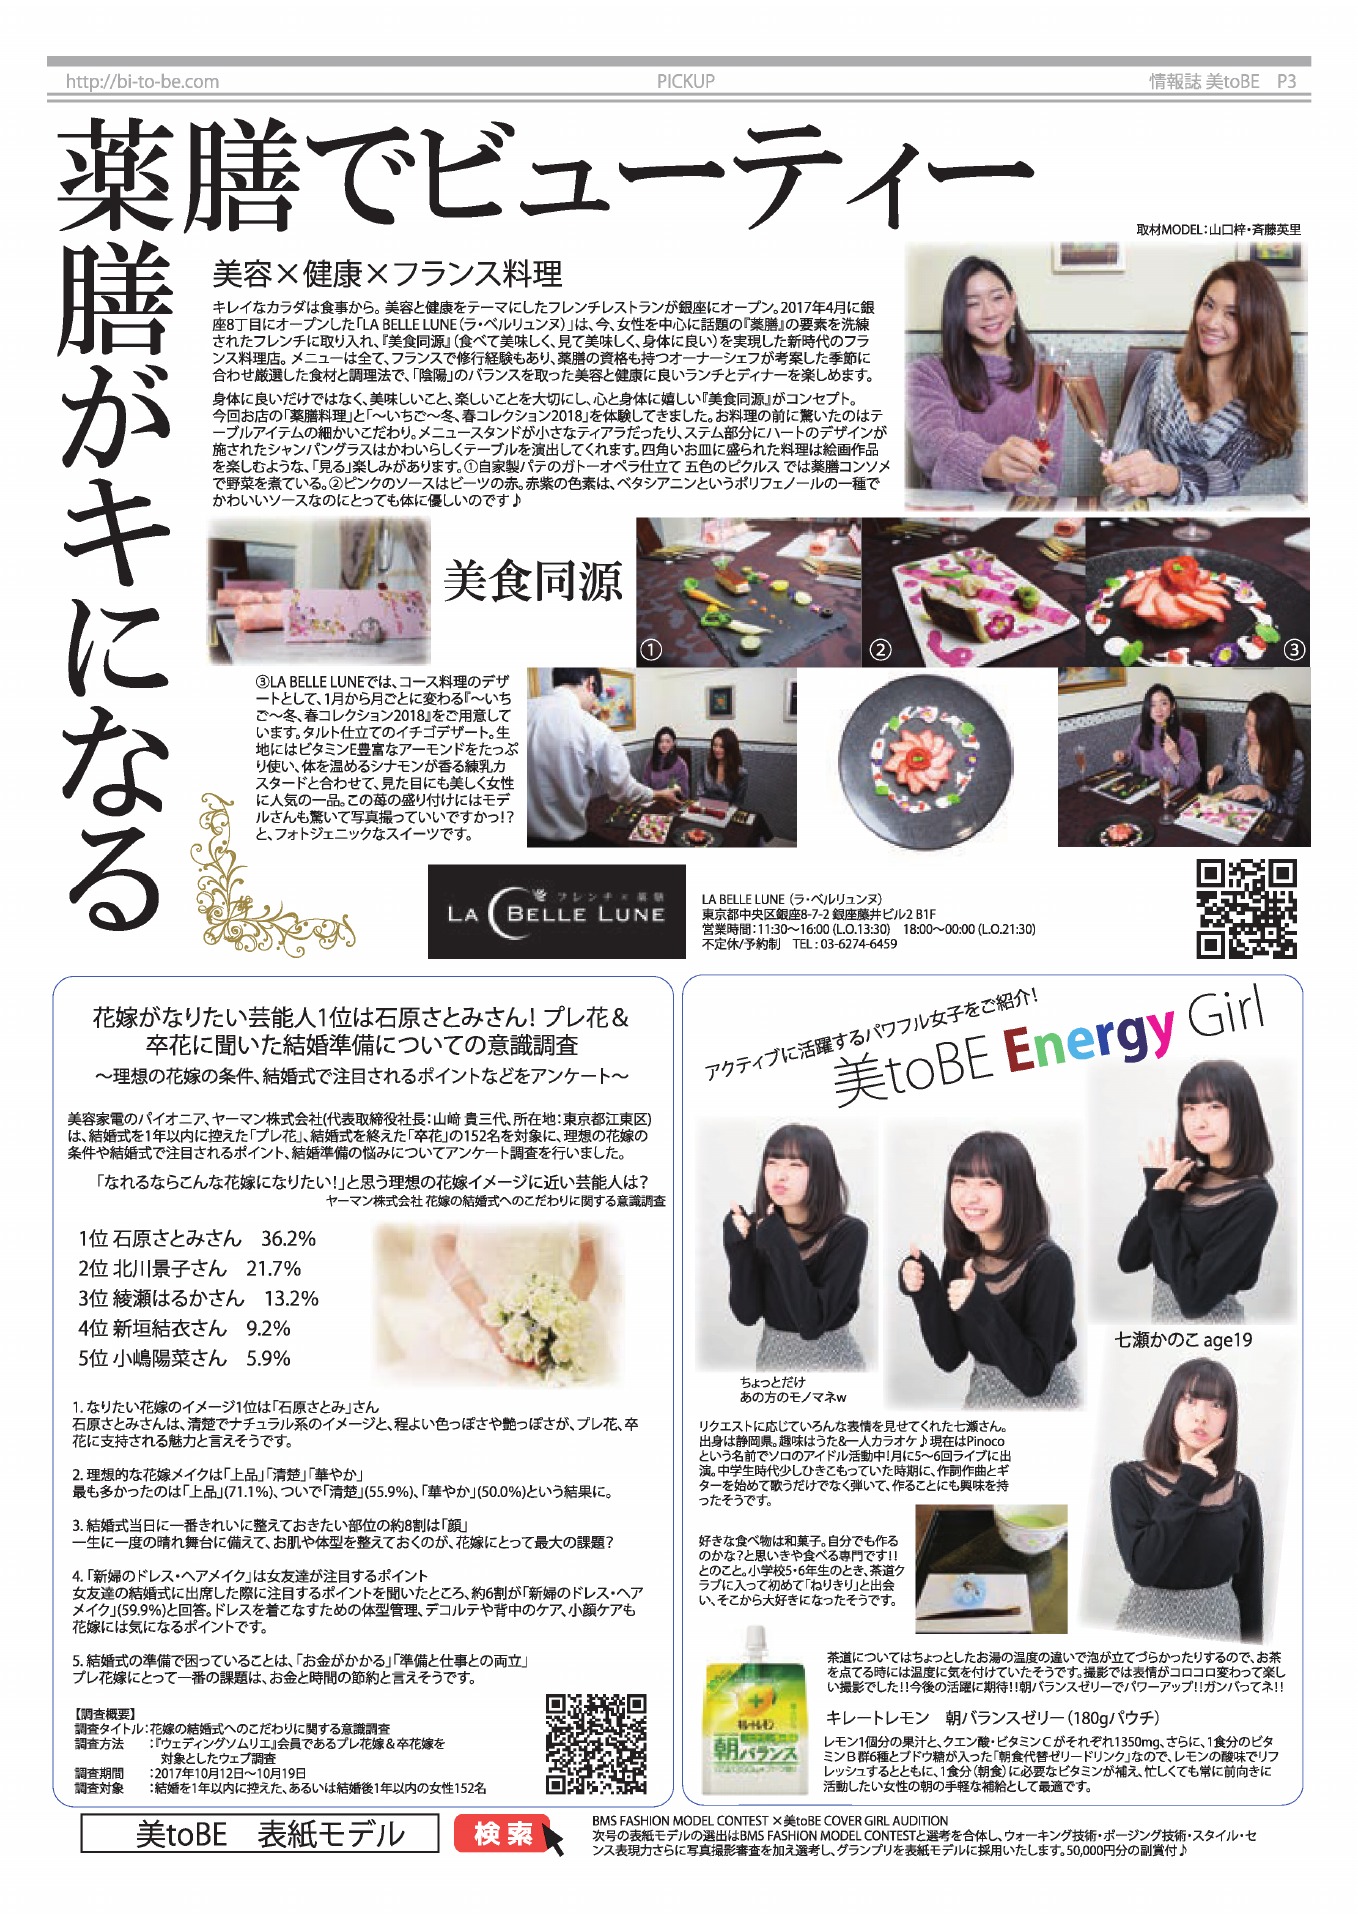 http://bi-to-be.com
PICKUP
情報誌 美toBE P3
薬膳でビューティー
膳がキになる
取材MODEL：山口梓・斉藤英里
美容×健康×フランス料理
キレイなカラダは食事から。美容と健康をテーマにしたフレンチレストランが銀座にオープン。2017年4月に銀
座8丁目にオープンした「LA BELLE LUNE（ラ・ベルリュンヌ）」は、今、女性を中心に話題の『薬膳』の要素を洗練
されたフレンチに取り入れ、『美食同源』（食べて美味しく、見て美味しく、身体に良い）を実現した新時代のフラ
ンス料理店。メニューは全て、フランスで修行経験もあり、薬膳の資格も持つオーナーシェフが考案した季節に
合わせ厳選した食材と調理法で、「陰陽」のバランスを取った美容と健康に良いランチとディナーを楽しめます。
身体に良いだけではなく、美味しいこと、楽しいことを大切にし、心と身体に嬉しい『美食同源』がコンセプト。
今回お店の「薬膳料理」と「～いちご～冬、春コレクション2018」を体験してきました。お料理の前に驚いたのはテ
ーブルアイテムの細かいこだわり。メニュースタンドが小さなティアラだったり、ステム部分にハートのデザインが
施されたシャンパングラスはかわいらしくテーブルを演出してくれます。四角いお皿に盛られた料理は絵画作品
を楽しむような、「見る」楽しみがあります。①自家製パテのガトーオペラ仕立て 五色のピクルス では薬膳コンソメ
で野菜を煮ている。②ピンクのソースはビーツの赤。赤紫の色素は、ベタシアニンというポリフェノールの一種で
かわいいソースなのにとっても体に優しいのです♪
美食同源
①
②
③
③LA BELLE LUNEでは、コース料理のデザ
ートとして、1月から月ごとに変わる『～いち
ご～冬、春コレクション2018』をご用意して
います。タルト仕立てのイチゴデザート。生
地にはビタミンE豊富なアーモンドをたっぷ
り使い、体を温めるシナモンが香る練乳カ
スタードと合わせて、見た目にも美しく女性
に人気の一品。この苺の盛り付けにはモデ
ルさんも驚いて写真撮っていいですかっ!?
と、フォトジェニックなスイーツです。
フレンチ×薬膳
LA BELLE LUNE
LA BELLE LUNE （ラ・ベルリュンヌ）
東京都中央区銀座8-7-2 銀座藤井ビル2 B1F
営業時間：11:30～16:00 (L.O.13:30) 18:00～00:00 (L.O.21:30)
不定休/予約制 TEL : 03-6274-6459
花嫁がなりたい芸能人1位は石原さとみさん! プレ花＆
卒花に聞いた結婚準備についての意識調査
～理想の花嫁の条件、結婚式で注目されるポイントなどをアンケート～
美容家電のパイオニア、ヤーマン株式会社(代表取締役社長：山﨑 貴三代、所在地：東京都江東区)
は、結婚式を1年以内に控えた「プレ花」、結婚式を終えた「卒花」の152名を対象に、理想の花嫁の
条件や結婚式で注目されるポイント、結婚準備の悩みについてアンケート調査を行いました。
「なれるならこんな花嫁になりたい!」と思う理想の花嫁イメージに近い芸能人は？
ヤーマン株式会社 花嫁の結婚式へのこだわりに関する意識調査
1位 石原さとみさん 36.2%
2位 北川景子さん 21.7%
3位 綾瀬はるかさん 13.2%
4位 新垣結衣さん 9.2%
5位 小嶋陽菜さん 5.9%
1. なりたい花嫁のイメージ1位は「石原さとみ」さん
石原さとみさんは、清楚でナチュラル系のイメージと、程よい色っぽさや艶っぽさが、プレ花、卒
花に支持される魅力と言えそうです。
2. 理想的な花嫁メイクは「上品」「清楚」「華やか」
最も多かったのは「上品」(71.1%)、ついで「清楚」(55.9%)、「華やか」(50.0%)という結果に。
3. 結婚式当日に一番きれいに整えておきたい部位の約8割は「顔」
一生に一度の晴れ舞台に備えて、お肌や体型を整えておくのが、花嫁にとって最大の課題？
4. 「新婦のドレス・ヘアメイク」は女友達が注目するポイント
女友達の結婚式に出席した際に注目するポイントを聞いたところ、約6割が「新婦のドレス・ヘア
メイク」(59.9%)と回答。ドレスを着こなすための体型管理、デコルテや背中のケア、小顔ケアも
花嫁には気になるポイントです。
5. 結婚式の準備で困っていることは、「お金がかかる」「準備と仕事との両立」
プレ花嫁にとって一番の課題は、お金と時間の節約と言えそうです。
【調査概要】
調査タイトル：花嫁の結婚式へのこだわりに関する意識調査
調査方法 ：『ウェディングソムリエ』会員であるプレ花嫁＆卒花嫁を
対象としたウェブ調査
調査期間 ：2017年10月12日～10月19日
調査対象 ：結婚を1年以内に控えた、あるいは結婚後1年以内の女性152名
アクティブに活躍するパワフル女子をご紹介!
美toBE Energy Girl
七瀬かのこ age19
ちょっとだけ
あの方のモノマネw
リクエストに応じていろんな表情を見せてくれた七瀬さん。
出身は静岡県。趣味はうた&一人カラオケ♪現在はPinoco
という名前でソロのアイドル活動中!月に5～6回ライブに出
演。中学生時代少しひきこもっていた時期に、作詞作曲とギ
ターを始めて歌うだけでなく弾いて、作ることにも興味を持
ったそうです。
好きな食べ物は和菓子。自分でも作る
のかな？と思いきや食べる専門です!!
とのこと。小学校5・6年生のとき、茶道ク
ラブに入って初めて「ねりきり」と出会
い、そこから大好きになったそうです。
茶道についてはちょっとしたお湯の温度の違いで泡が立てづらかったりするので、お茶
を点てる時には温度に気を付けていたそうです。撮影では表情がコロコロ変わって楽し
い撮影でした!!今後の活躍に期待!!朝バランスゼリーでパワーアップ!!ガンバってネ!!
キレートレモン
朝バランス
キレートレモン 朝バランスゼリー（180gパウチ）
レモン1個分の果汁と、クエン酸・ビタミンCがそれぞれ1350mg、さらに、1食分のビタ
ミンB群6種とブドウ糖が入った「朝食代替ゼリードリンク」なので、レモンの酸味でリフ
レッシュするとともに、1食分（朝食）に必要なビタミンが補え、忙しくても常に前向きに
活動したい女性の朝の手軽な補給として最適です。
美toBE 表紙モデル
検索
BMS FASHION MODEL CONTEST ×美toBE COVER GIRL AUDITION
次号の表紙モデルの選出はBMS FASHION MODEL CONTESTと選考を合体し、ウォーキング技術・ポージング技術・スタイル・セ
ンス表現力さらに写真撮影審査を加え選考し、グランプリを表紙モデルに採用いたします。50,000円分の副賞付♪